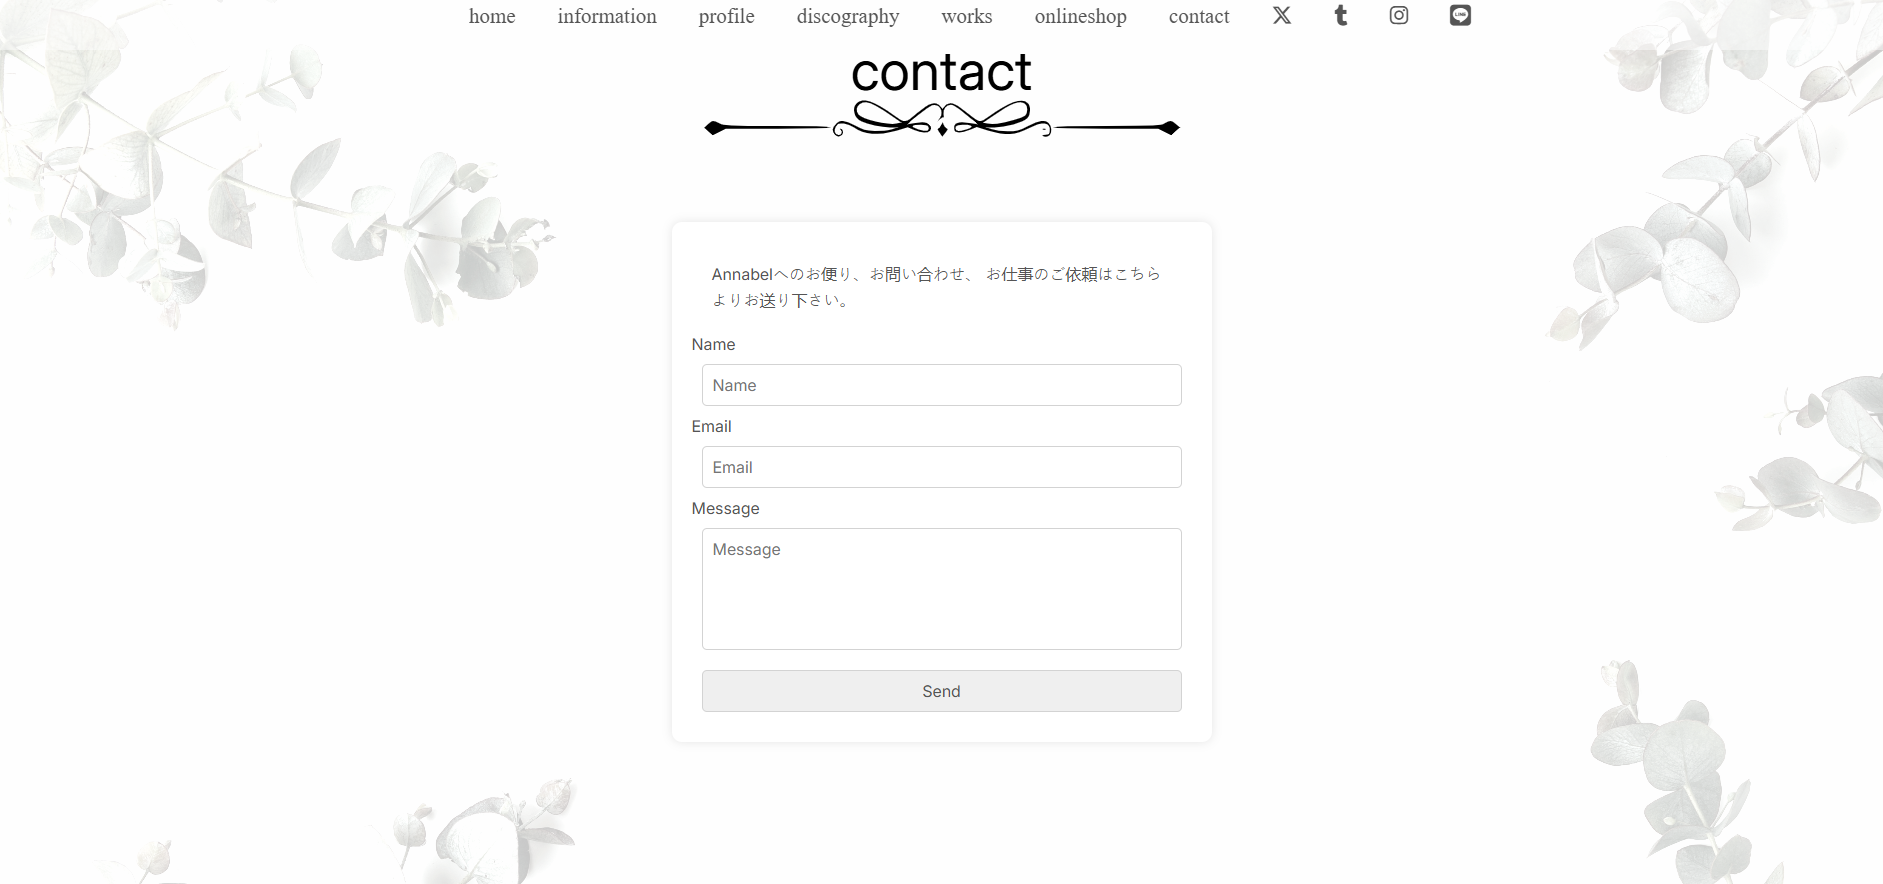 home information profile discography works onlineshop contact
contact
Annabelへのお便り、お問い合わせ、 お仕事のご依頼はこちら
よりお送り下さい。
Name
Name
Email
Email
Message
Message
Send